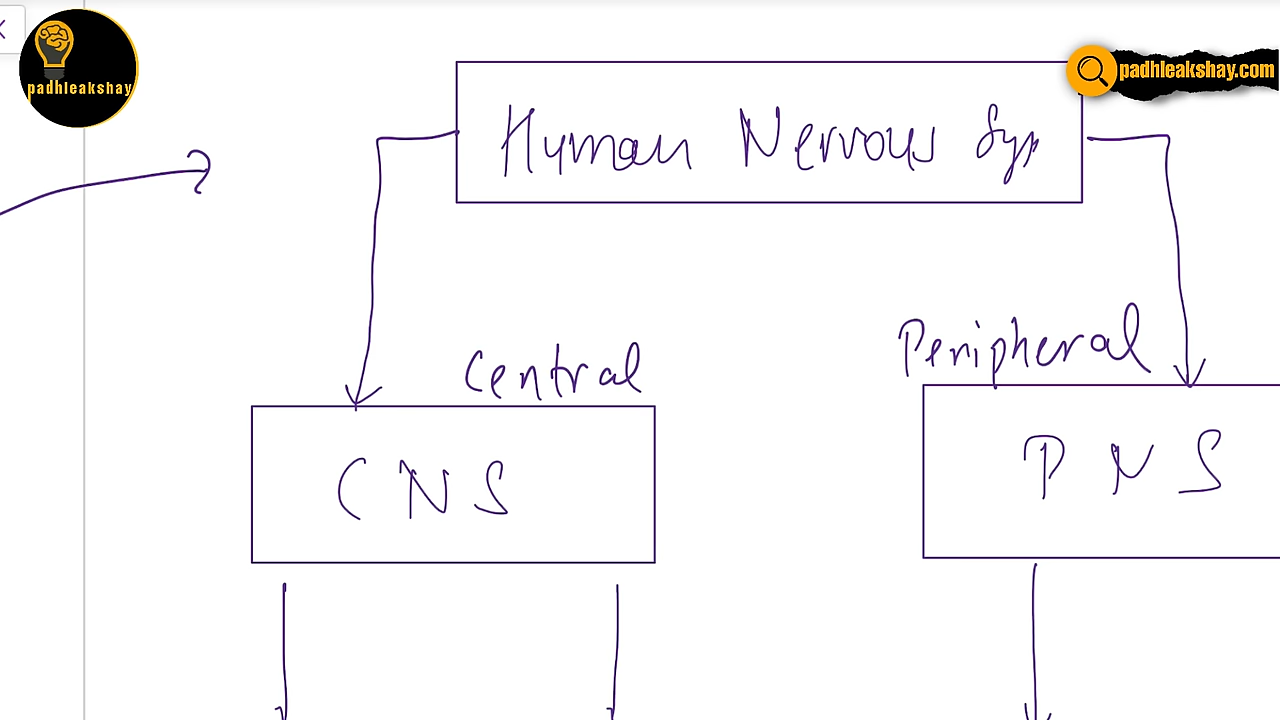 padhleakshay
padhleakshay.com
Human Nervous Sys
Central
Peripheral
CNS
PNS